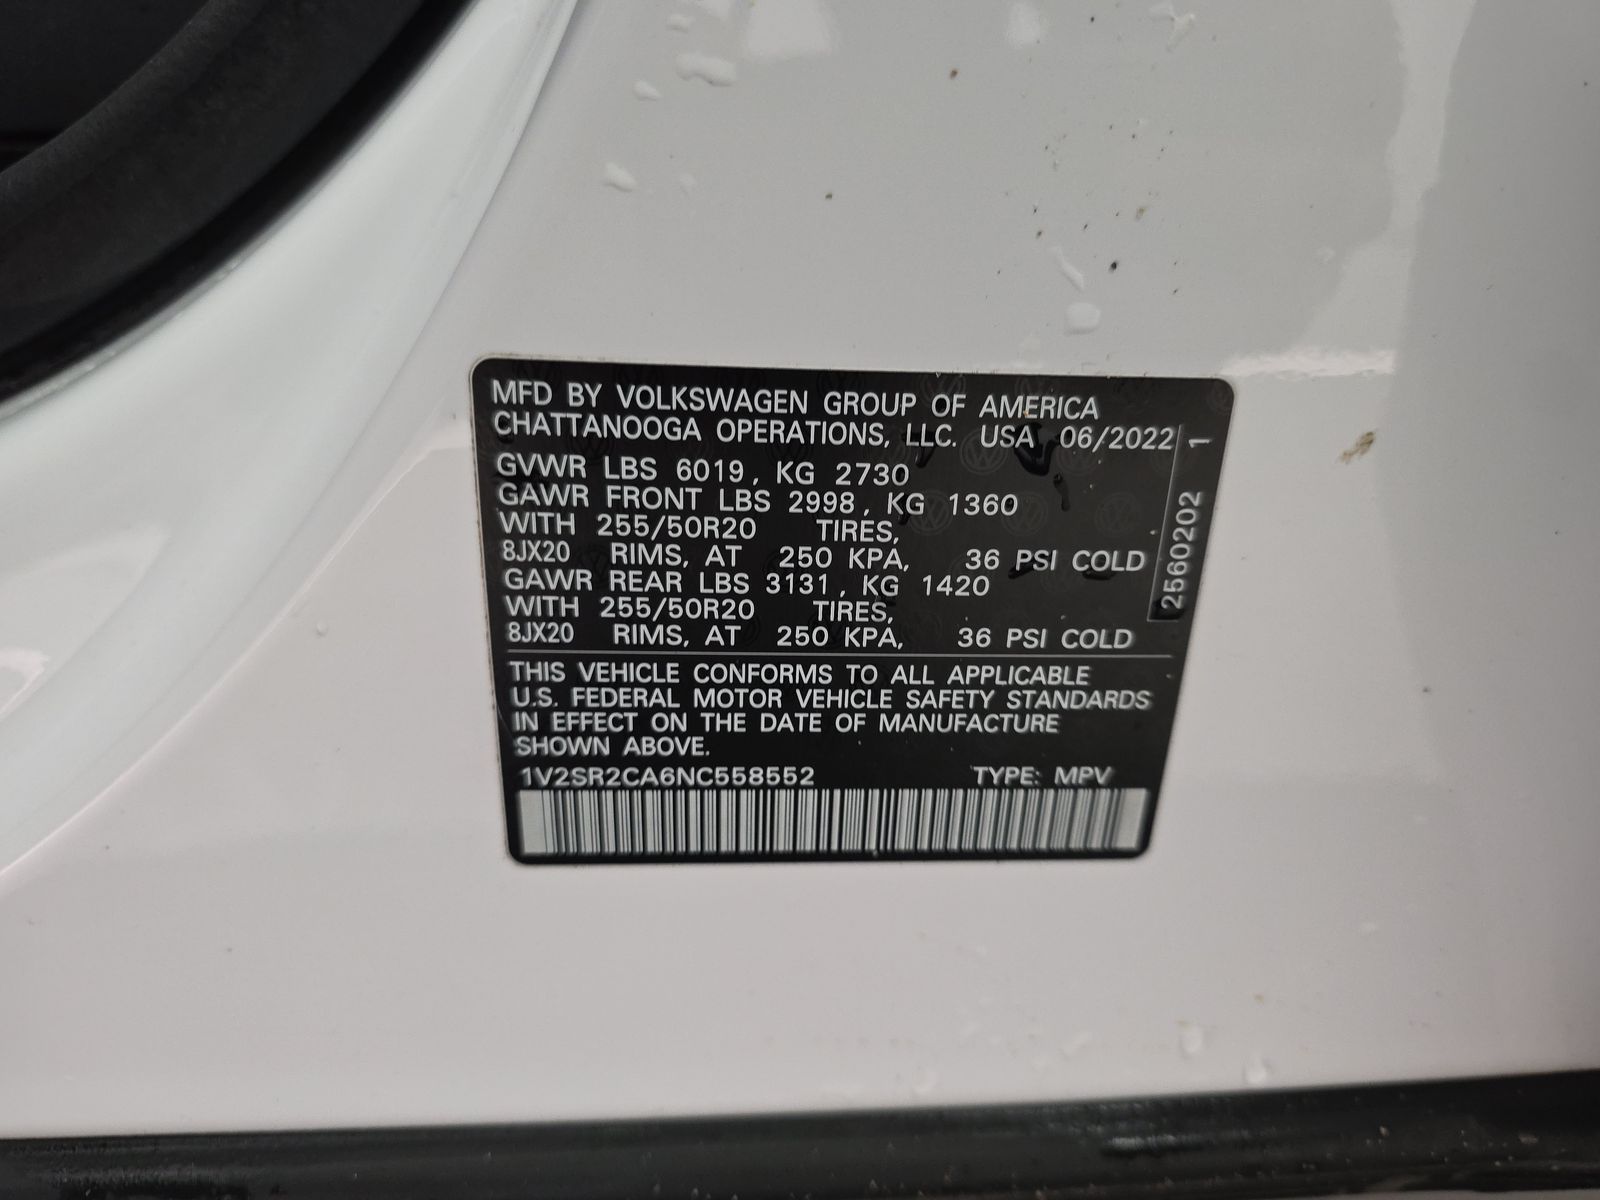 MFD BY VOLKSWAGEN GROUP OF AMERICA
CHATTANOOGA OPERATIONS, LLC. USA 06/2022
GVWR LBS 6019, KG 2730
GAWR FRONT LBS 2998, KG 1360
WITH 255/50R20 TIRES,
8JX20 RIMS, AT 250 KPA, 36 PSI COLD
GAWR REAR LBS 3131, KG 1420
WITH 255/50R20 TIRES,
8JX20 RIMS, AT 250 KPA, 36 PSI COLD
2560202 1
THIS VEHICLE CONFORMS TO ALL APPLICABLE
U.S. FEDERAL MOTOR VEHICLE SAFETY STANDARDS
IN EFFECT ON THE DATE OF MANUFACTURE
SHOWN ABOVE.
1V2SR2CA6NC558552 TYPE: MPV